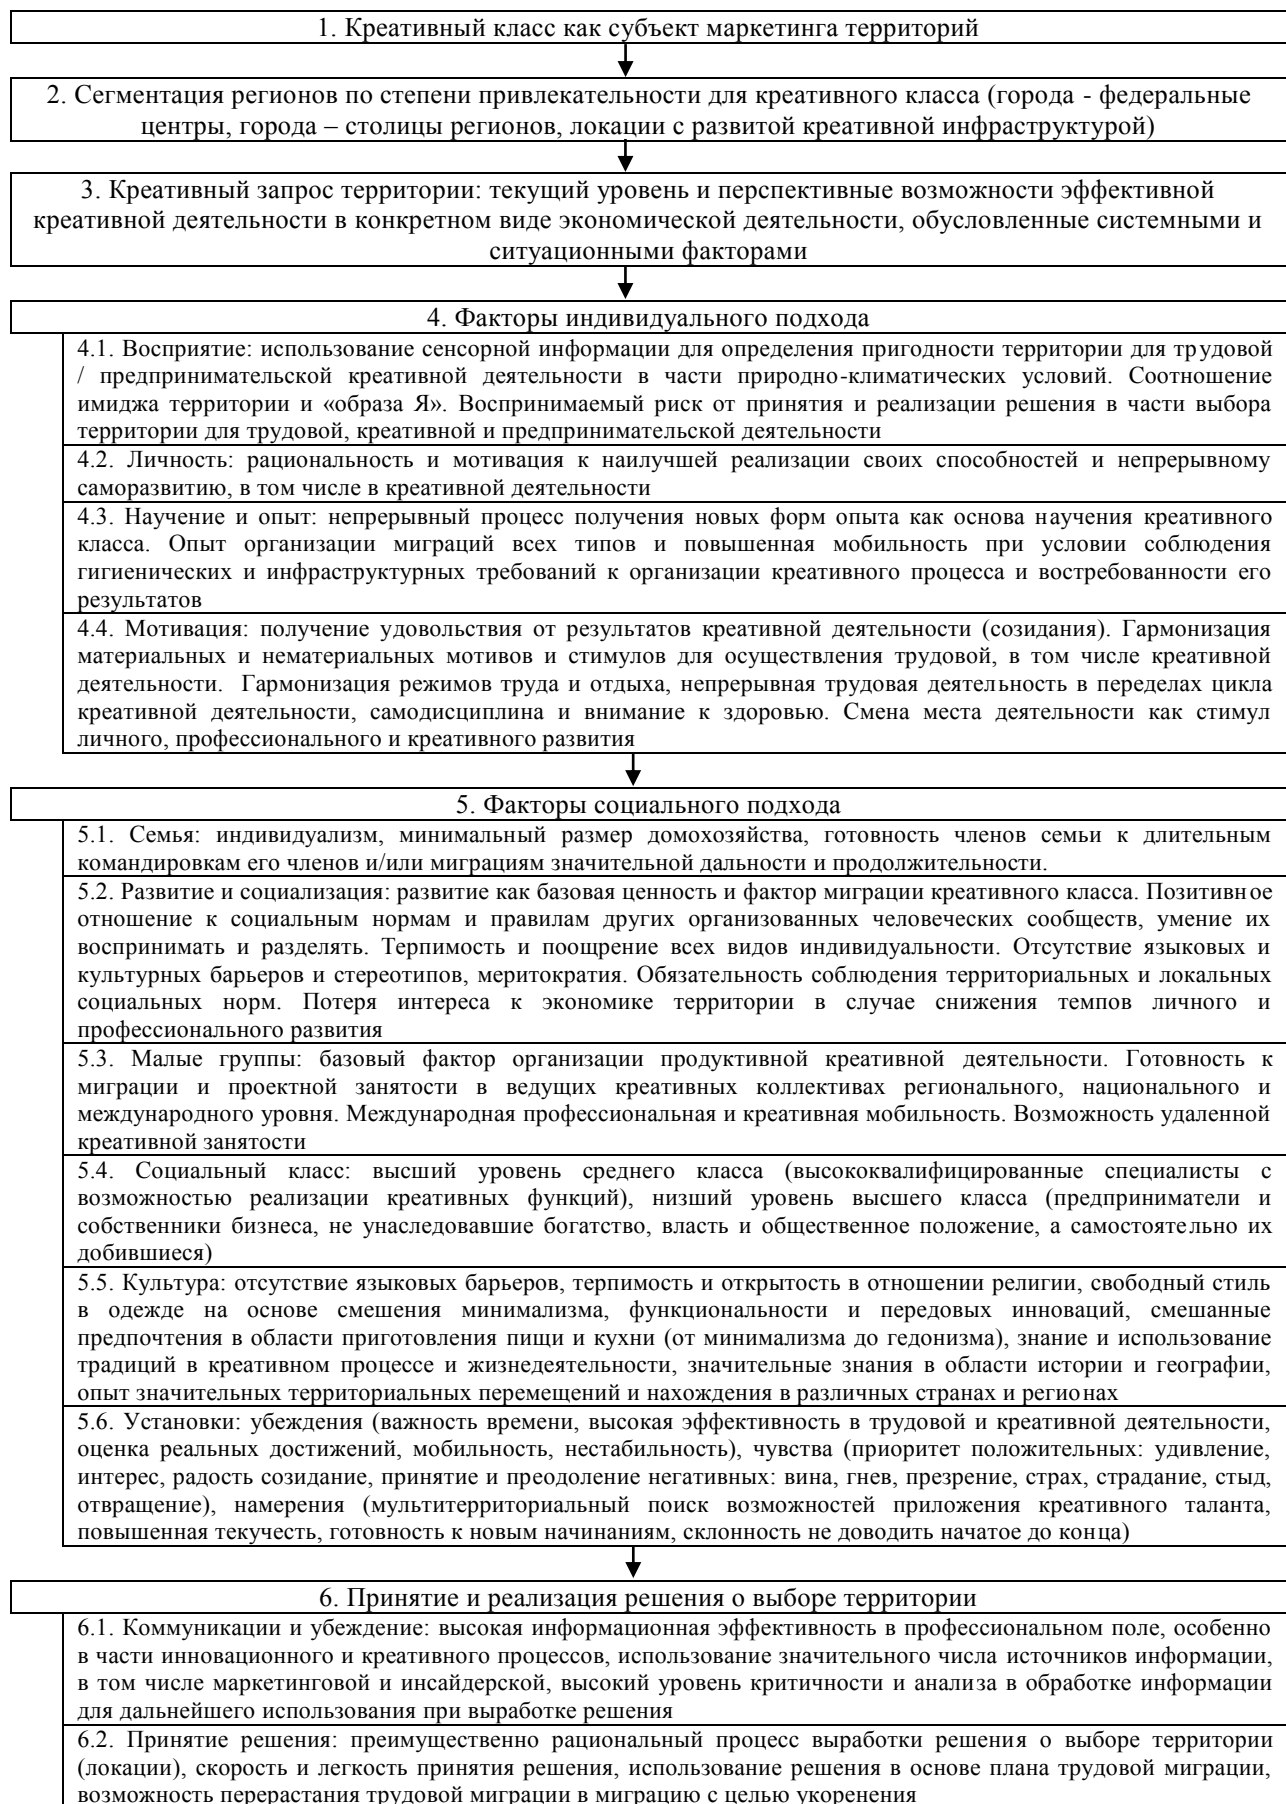 1. Креативный класс как субъект маркетинга территорий
2. Сегментация регионов по степени привлекательности для креативного класса (города - федеральные
центры, города – столицы регионов, локации с развитой креативной инфраструктурой)
3. Креативный запрос территории: текущий уровень и перспективные возможности эффективной
креативной деятельности в конкретном виде экономической деятельности, обусловленные системными и
ситуационными факторами
4. Факторы индивидуального подхода
4.1. Восприятие: использование сенсорной информации для определения пригодности территории для трудовой
/ предпринимательской креативной деятельности в части природно-климатических условий. Соотношение
имиджа территории и «образа Я». Воспринимаемый риск от принятия и реализации решения в части выбора
территории для трудовой, креативной и предпринимательской деятельности
4.2. Личность: рациональность и мотивация к наилучшей реализации своих способностей и непрерывному
саморазвитию, в том числе в креативной деятельности
4.3. Научение и опыт: непрерывный процесс получения новых форм опыта как основа научения креативного
класса. Опыт организации миграций всех типов и повышенная мобильность при условии соблюдения
гигиенических и инфраструктурных требований к организации креативного процесса и востребованности его
результатов
4.4. Мотивация: получение удовольствия от результатов креативной деятельности (созидания). Гармонизация
материальных и нематериальных мотивов и стимулов для осуществления трудовой, в том числе креативной
деятельности. Гармонизация режимов труда и отдыха, непрерывная трудовая деятельность в переделах цикла
креативной деятельности, самодисциплина и внимание к здоровью. Смена места деятельности как стимул
личного, профессионального и креативного развития
5. Факторы социального подхода
5.1. Семья: индивидуализм, минимальный размер домохозяйства, готовность членов семьи к длительным
командировкам его членов и/или миграциям значительной дальности и продолжительности.
5.2. Развитие и социализация: развитие как базовая ценность и фактор миграции креативного класса. Позитивное
отношение к социальным нормам и правилам других организованных человеческих сообществ, умение их
воспринимать и разделять. Терпимость и поощрение всех видов индивидуальности. Отсутствие языковых и
культурных барьеров и стереотипов, меритократия. Обязательность соблюдения территориальных и локальных
социальных норм. Потеря интереса к экономике территории в случае снижения темпов личного и
профессионального развития
5.3. Малые группы: базовый фактор организации продуктивной креативной деятельности. Готовность к
миграции и проектной занятости в ведущих креативных коллективах регионального, национального и
международного уровня. Международная профессиональная и креативная мобильность. Возможность удаленной
креативной занятости
5.4. Социальный класс: высший уровень среднего класса (высококвалифицированные специалисты с
возможностью реализации креативных функций), низший уровень высшего класса (предприниматели и
собственники бизнеса, не унаследовавшие богатство, власть и общественное положение, а самостоятельно их
добившиеся)
5.5. Культура: отсутствие языковых барьеров, терпимость и открытость в отношении религии, свободный стиль
в одежде на основе смешения минимализма, функциональности и передовых инноваций, смешанные
предпочтения в области приготовления пищи и кухни (от минимализма до гедонизма), знание и использование
традиций в креативном процессе и жизнедеятельности, значительные знания в области истории и географии,
опыт значительных территориальных перемещений и нахождения в различных странах и регионах
5.6. Установки: убеждения (важность времени, высокая эффективность в трудовой и креативной деятельности,
оценка реальных достижений, мобильность, нестабильность), чувства (приоритет положительных: удивление,
интерес, радость созидание, принятие и преодоление негативных: вина, гнев, презрение, страх, страдание, стыд,
отвращение), намерения (мультитерриториальный поиск возможностей приложения креативного таланта,
повышенная текучесть, готовность к новым начинаниям, склонность не доводить начатое до конца)
6. Принятие и реализация решения о выборе территории
6.1. Коммуникации и убеждение: высокая информационная эффективность в профессиональном поле, особенно
в части инновационного и креативного процессов, использование значительного числа источников информации,
в том числе маркетинговой и инсайдерской, высокий уровень критичности и анализа в обработке информации
для дальнейшего использования при выработке решения
6.2. Принятие решения: преимущественно рациональный процесс выработки решения о выборе территории
(локации), скорость и легкость принятия решения, использование решения в основе плана трудовой миграции,
возможность перерастания трудовой миграции в миграцию с целью укоренения